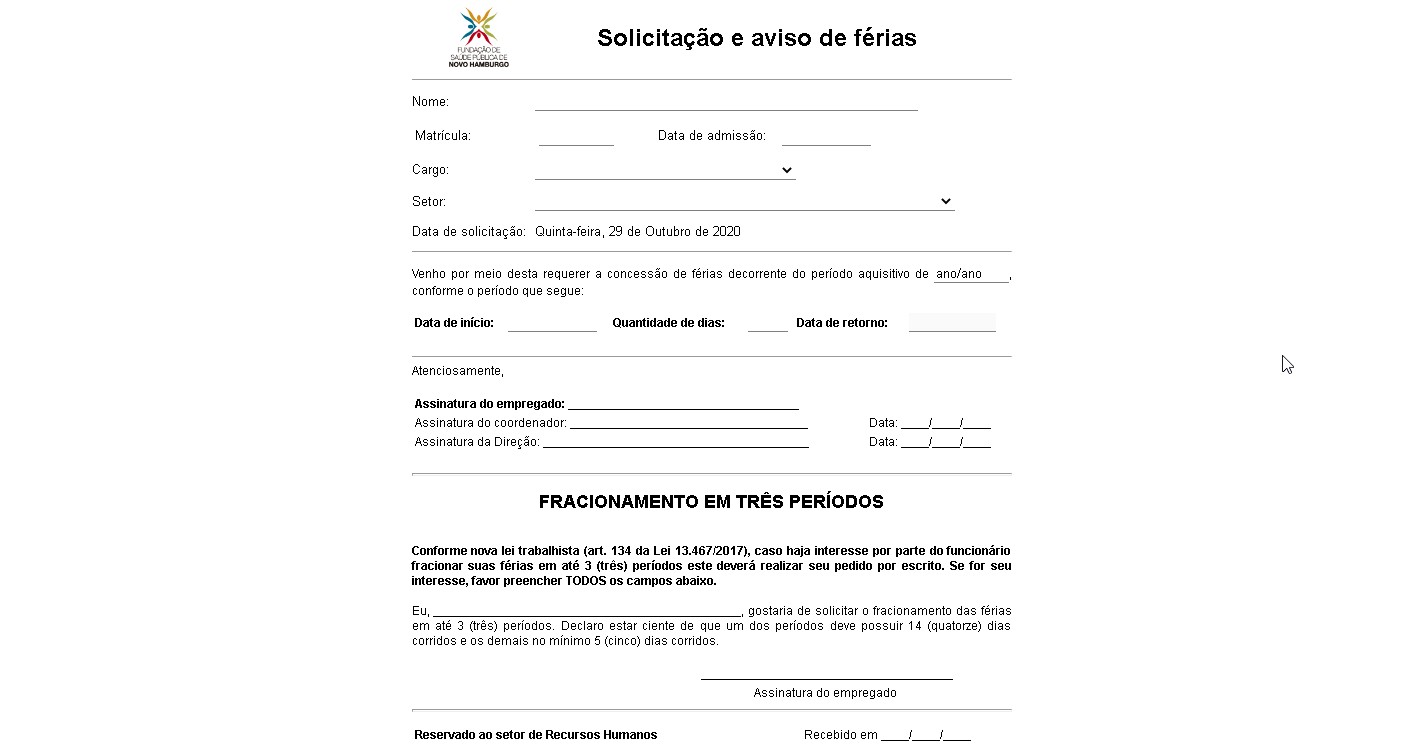 FUNDAÇÃO DE
SAÚDE PÚBLICA DE
NOVO HAMBURGO
Solicitação e aviso de férias
Nome:
Matrícula: Data de admissão:
Cargo:
Setor:
Data de solicitação: Quinta-feira, 29 de Outubro de 2020
Venho por meio desta requerer a concessão de férias decorrente do período aquisitivo de ano/ano ,
conforme o período que segue:
Data de início: Quantidade de dias: Data de retorno:
Atenciosamente,
Assinatura do empregado: ____
Assinatura do coordenador: ____ Data: ____/____/____
Assinatura da Direção: ____ Data: ____/____/____
FRACIONAMENTO EM TRÊS PERÍODOS
Conforme nova lei trabalhista (art. 134 da Lei 13.467/2017), caso haja interesse por parte do funcionário
fracionar suas férias em até 3 (três) períodos este deverá realizar seu pedido por escrito. Se for seu
interesse, favor preencher TODOS os campos abaixo.
Eu, ____, gostaria de solicitar o fracionamento das férias
em até 3 (três) períodos. Declaro estar ciente de que um dos períodos deve possuir 14 (quatorze) dias
corridos e os demais no mínimo 5 (cinco) dias corridos.
Assinatura do empregado
Reservado ao setor de Recursos Humanos Recebido em ____/____/____